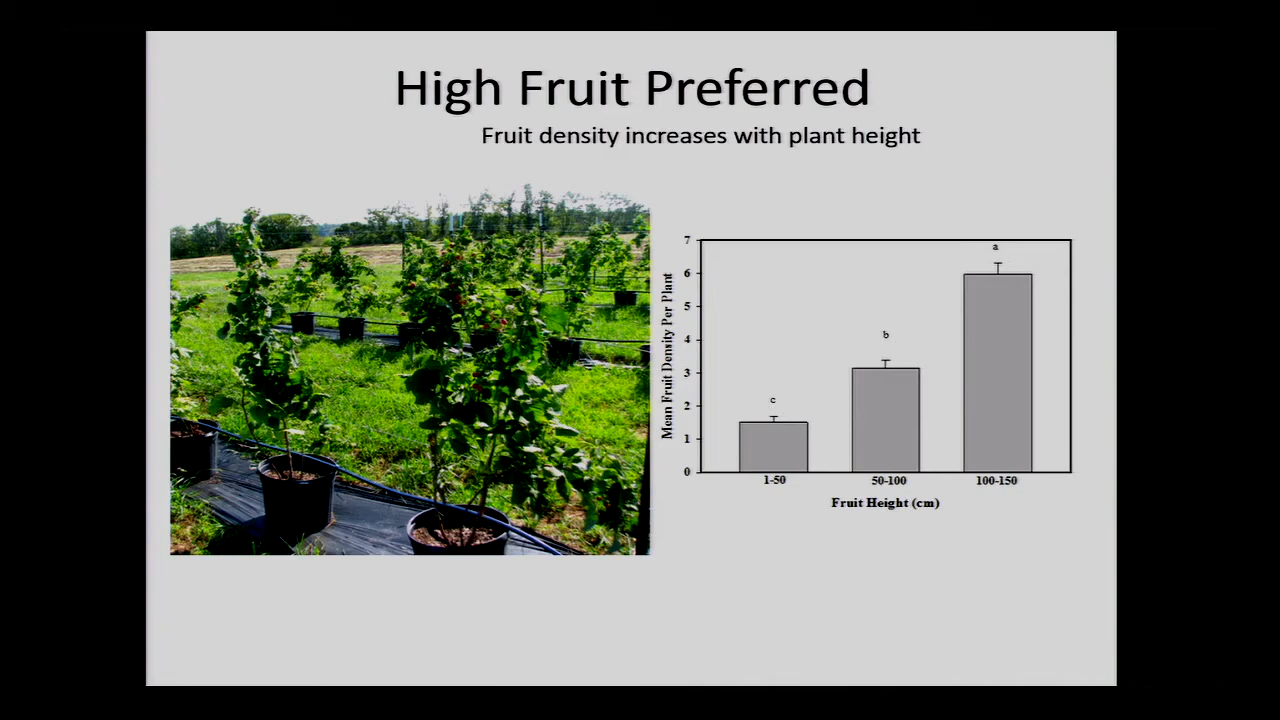 High Fruit Preferred
Fruit density increases with plant height
Mean Fruit Density Per Plant
7
6
5
4
3
2
1
0
c
b
a
1-50
50-100
100-150
Fruit Height (cm)